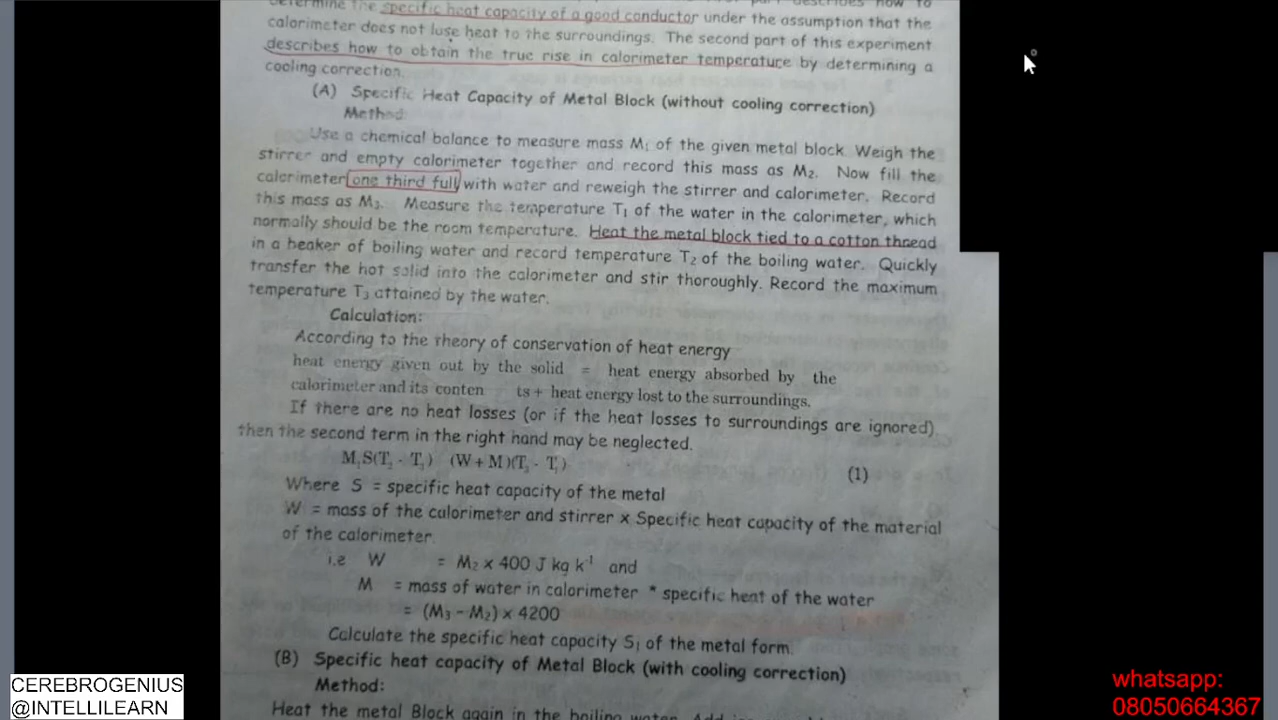 determine the specific heat capacity of a good conductor under the assumption that the
calorimeter does not lose heat to the surroundings. The second part of this experiment
describes how to obtain the true rise in calorimeter temperature by determining a
cooling correction.
(A) Specific Heat Capacity of Metal Block (without cooling correction)
Method:
Use a chemical balance to measure mass M₁ of the given metal block. Weigh the
stirrer and empty calorimeter together and record this mass as M₂. Now fill the
calorimeter one third full with water and reweigh the stirrer and calorimeter. Record
this mass as M₃. Measure the temperature T₁ of the water in the calorimeter, which
normally should be the room temperature. Heat the metal block tied to a cotton thread
in a beaker of boiling water and record temperature T₂ of the boiling water. Quickly
transfer the hot solid into the calorimeter and stir thoroughly. Record the maximum
temperature T₃ attained by the water.
Calculation:
According to the theory of conservation of heat energy
heat energy given out by the solid = heat energy absorbed by the
calorimeter and its conten ts + heat energy lost to the surroundings.
If there are no heat losses (or if the heat losses to surroundings are ignored)
then the second term in the right hand may be neglected.
M₁S(T₂ - T₃) (W + M)(T₃ - T₁) (1)
Where S = specific heat capacity of the metal
W = mass of the calorimeter and stirrer x Specific heat capacity of the material
of the calorimeter.
i.e W = M₂ x 400 J kg k⁻¹ and
M = mass of water in calorimeter * specific heat of the water
= (M₃ – M₂) x 4200
Calculate the specific heat capacity S₁ of the metal form.
(B) Specific heat capacity of Metal Block (with cooling correction)
Method:
Heat the metal Block again in the boiling water.
CEREBROGENIUS
@INTELLILEARN
whatsapp:
08050664367